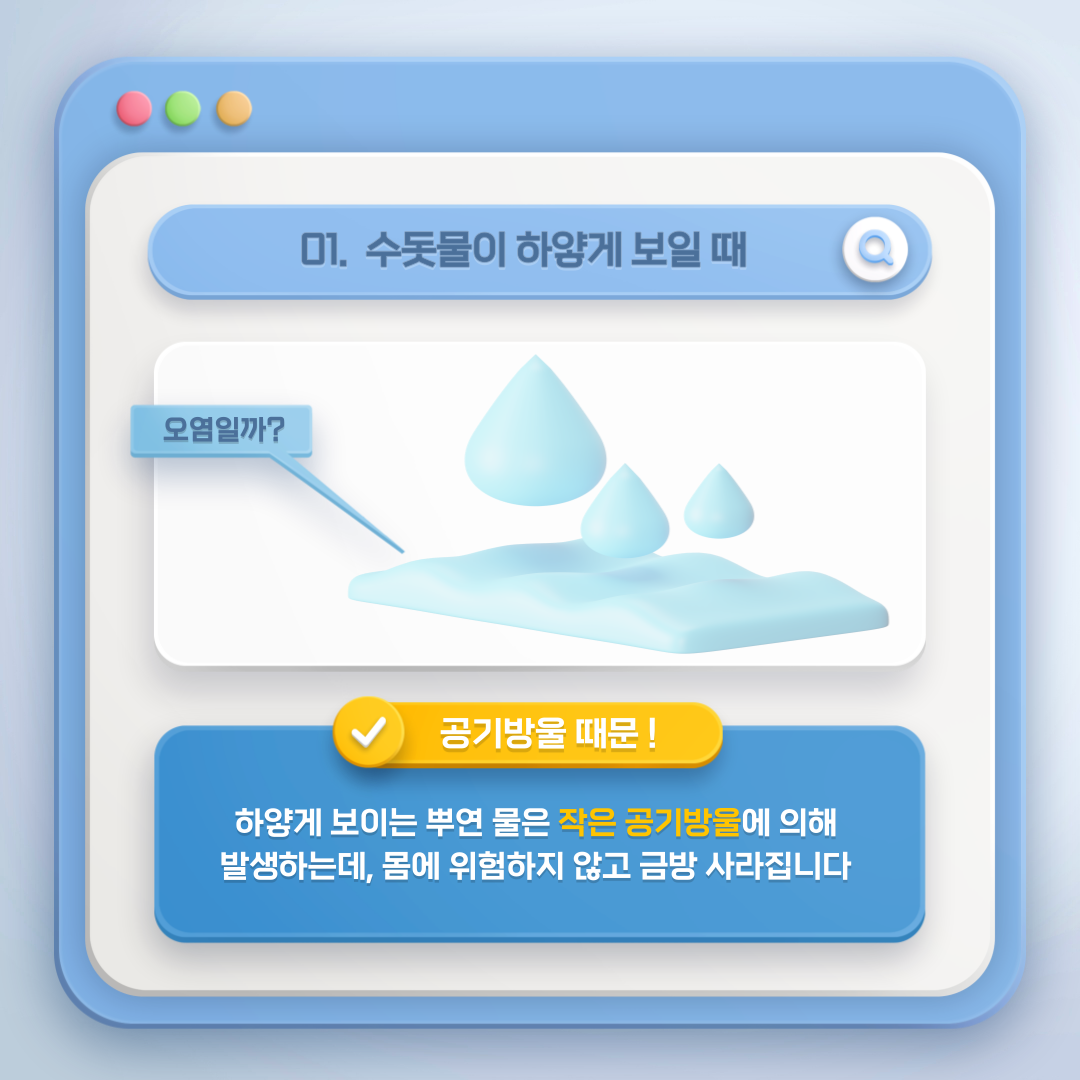 01. 수돗물이 하얗게 보일 때
오염일까?
공기방울 때문 !
하얗게 보이는 뿌연 물은 작은 공기방울에 의해
발생하는데, 몸에 위험하지 않고 금방 사라집니다